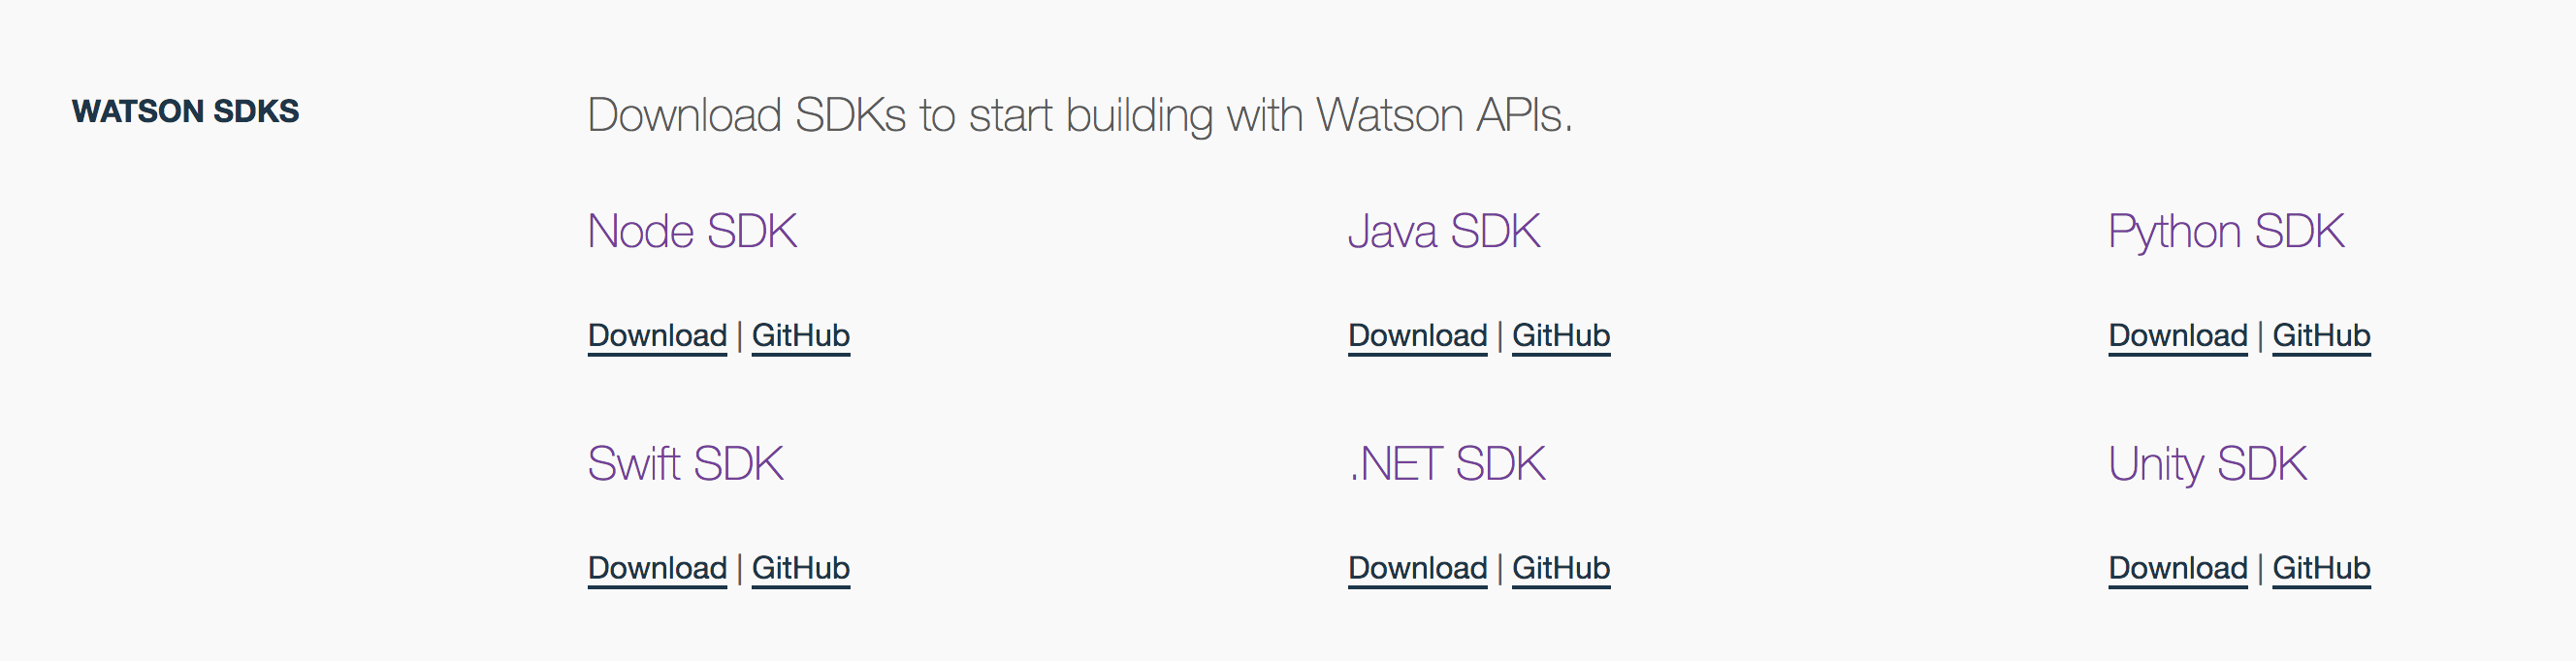 WATSON SDKS
Download SDKs to start building with Watson APIs.
Node SDK
Java SDK
Python SDK
Download | GitHub
Download | GitHub
Download | GitHub
Swift SDK
.NET SDK
Unity SDK
Download | GitHub
Download | GitHub
Download | GitHub